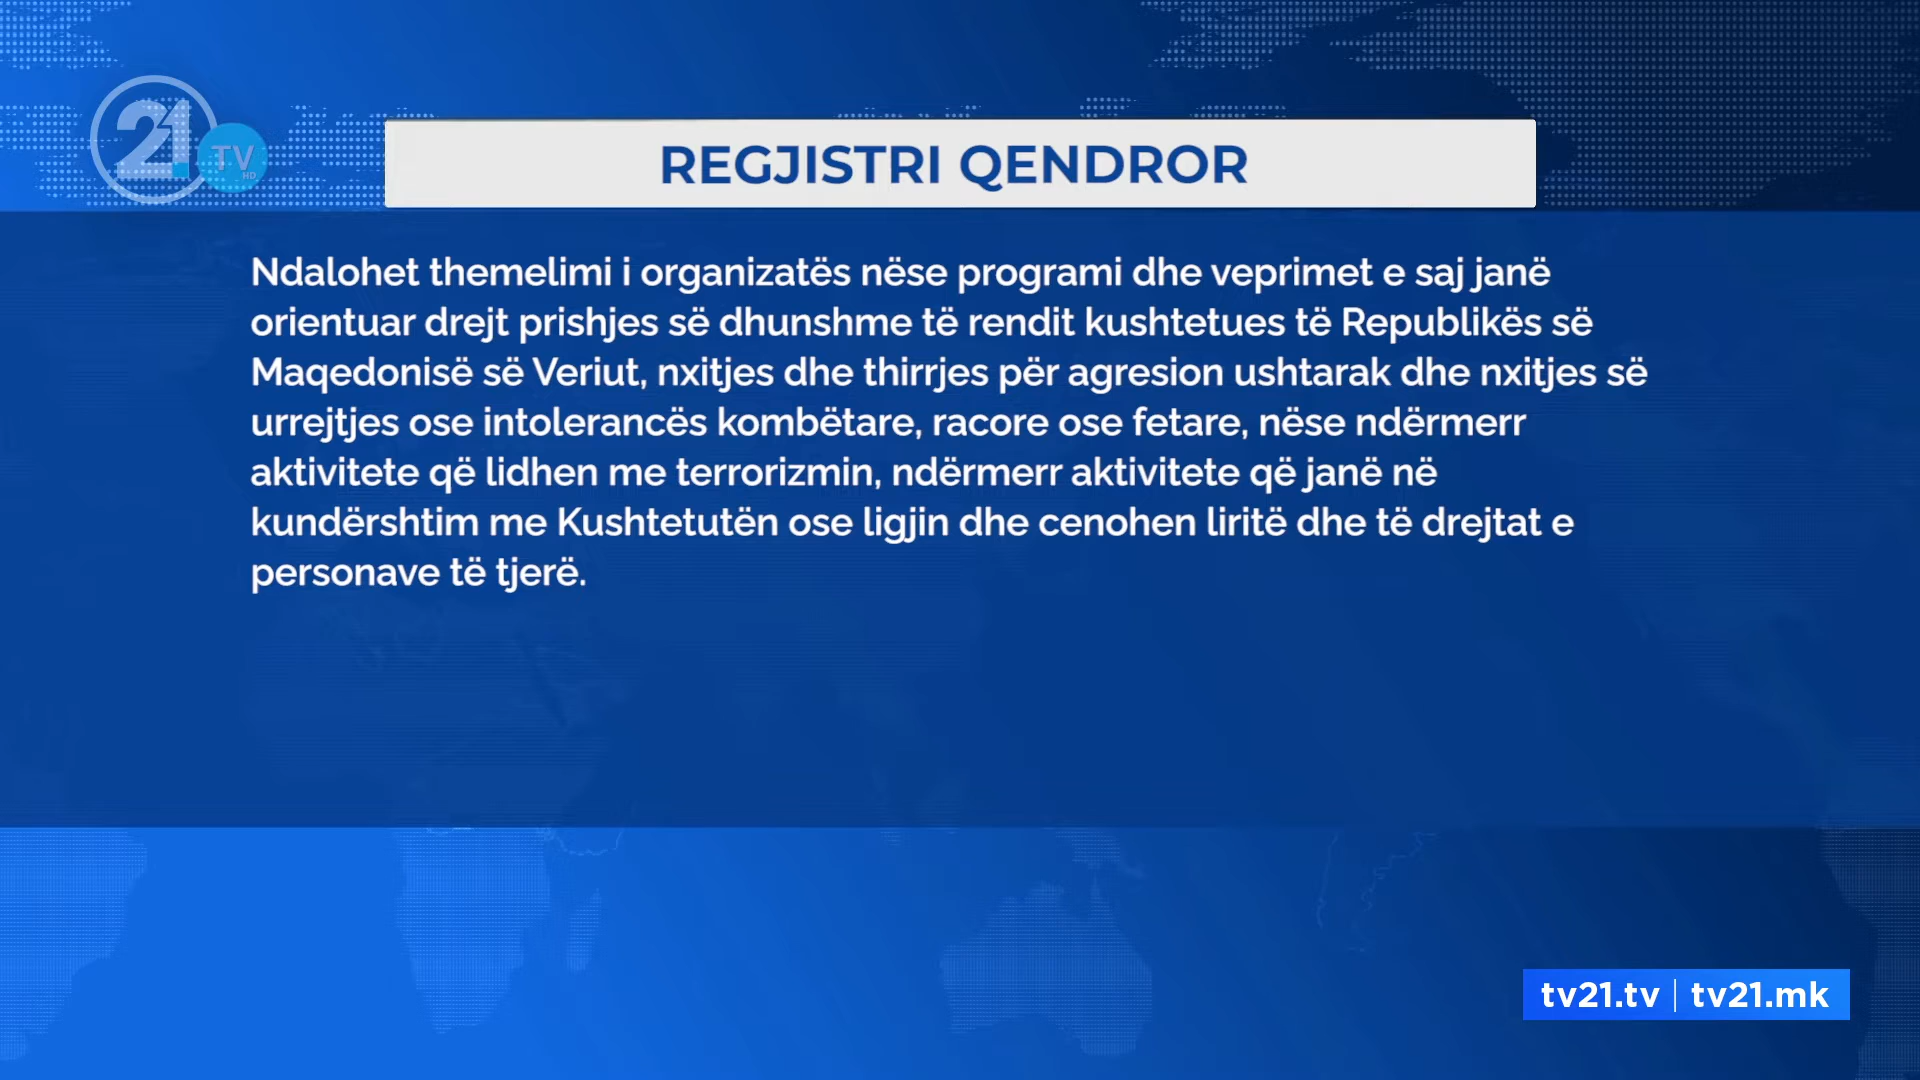 21
TV
HD
REGJISTRI QENDROR
Ndalohet themelimi i organizatës nëse programi dhe veprimet e saj janë
orientuar drejt prishjes së dhunshme të rendit kushtetues të Republikës së
Maqedonisë së Veriut, nxitjes dhe thirrjes për agresion ushtarak dhe nxitjes së
urrejtjes ose intolerancës kombëtare, racore ose fetare, nëse ndërmerr
aktivitete që lidhen me terrorizmin, ndërmerr aktivitete që janë në
kundërshtim me Kushtetutën ose ligjin dhe cenohen liritë dhe të drejtat e
personave të tjerë.
tv21.tv | tv21.mk